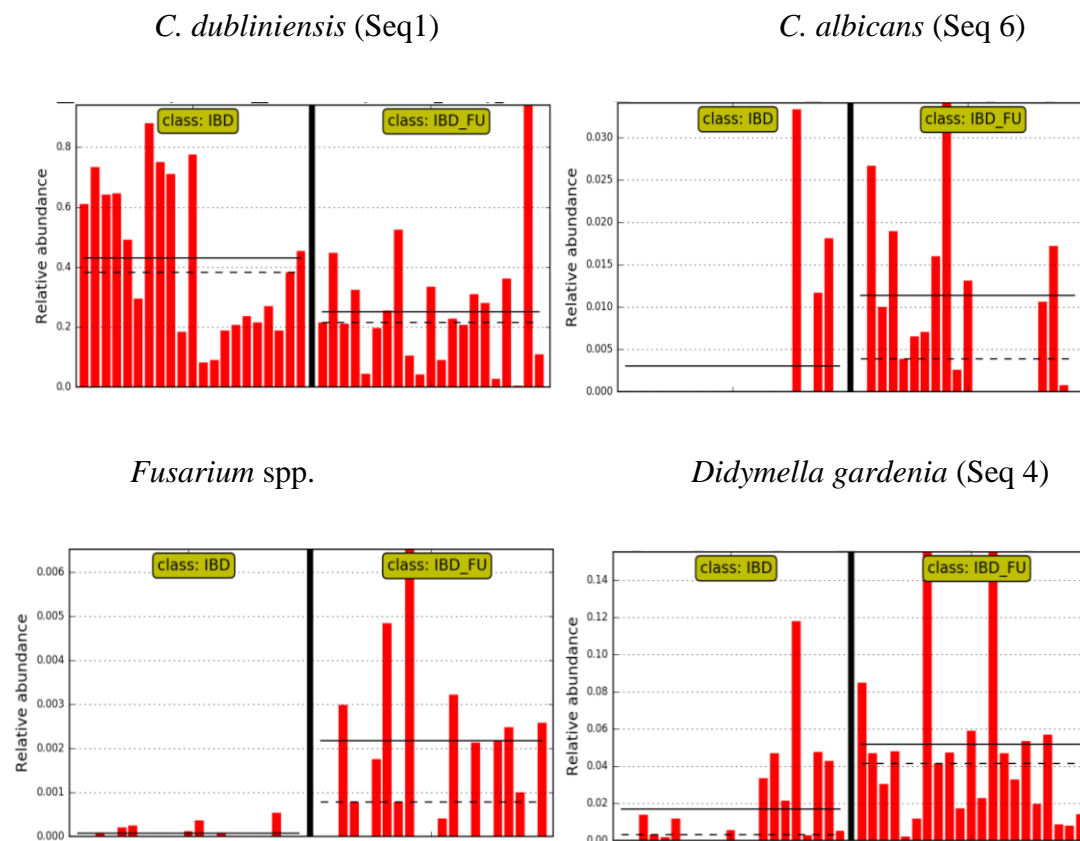 C. dubliniensis (Seq1)
C. albicans (Seq 6)
class: IBD
class: IBD_FU
Relative abundance
0.8
0.6
0.4
0.2
0.0
class: IBD
class: IBD_FU
Relative abundance
0.030
0.025
0.020
0.015
0.010
0.005
0.000
Fusarium spp.
Didymella gardenia (Seq 4)
class: IBD
class: IBD_FU
Relative abundance
0.006
0.005
0.004
0.003
0.002
0.001
0.000
class: IBD
class: IBD_FU
Relative abundance
0.14
0.12
0.10
0.08
0.06
0.04
0.02
0.00